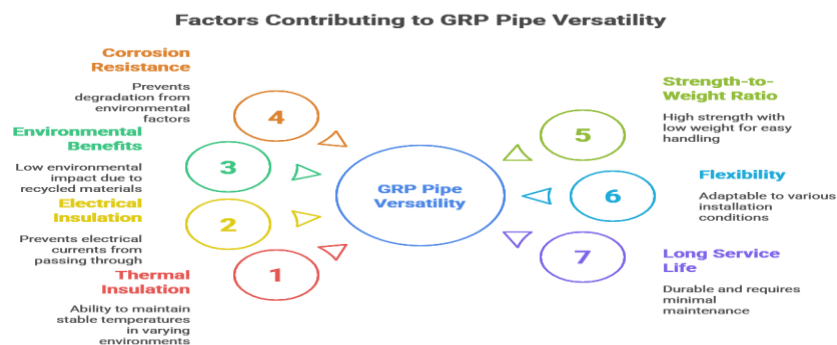 Factors Contributing to GRP Pipe Versatility
Corrosion
Resistance
Prevents
degradation from
environmental
factors
4
Environmental
Benefits
Low environmental
impact due to
recycled materials
3
Electrical
Insulation
Prevents electrical
currents from
passing through
2
Thermal
Insulation
Ability to maintain
stable temperatures
in varying
environments
1
GRP Pipe
Versatility
5
Strength-to-
Weight Ratio
High strength with
low weight for easy
handling
6
Flexibility
Adaptable to various
installation
conditions
7
Long Service
Life
Durable and requires
minimal
maintenance